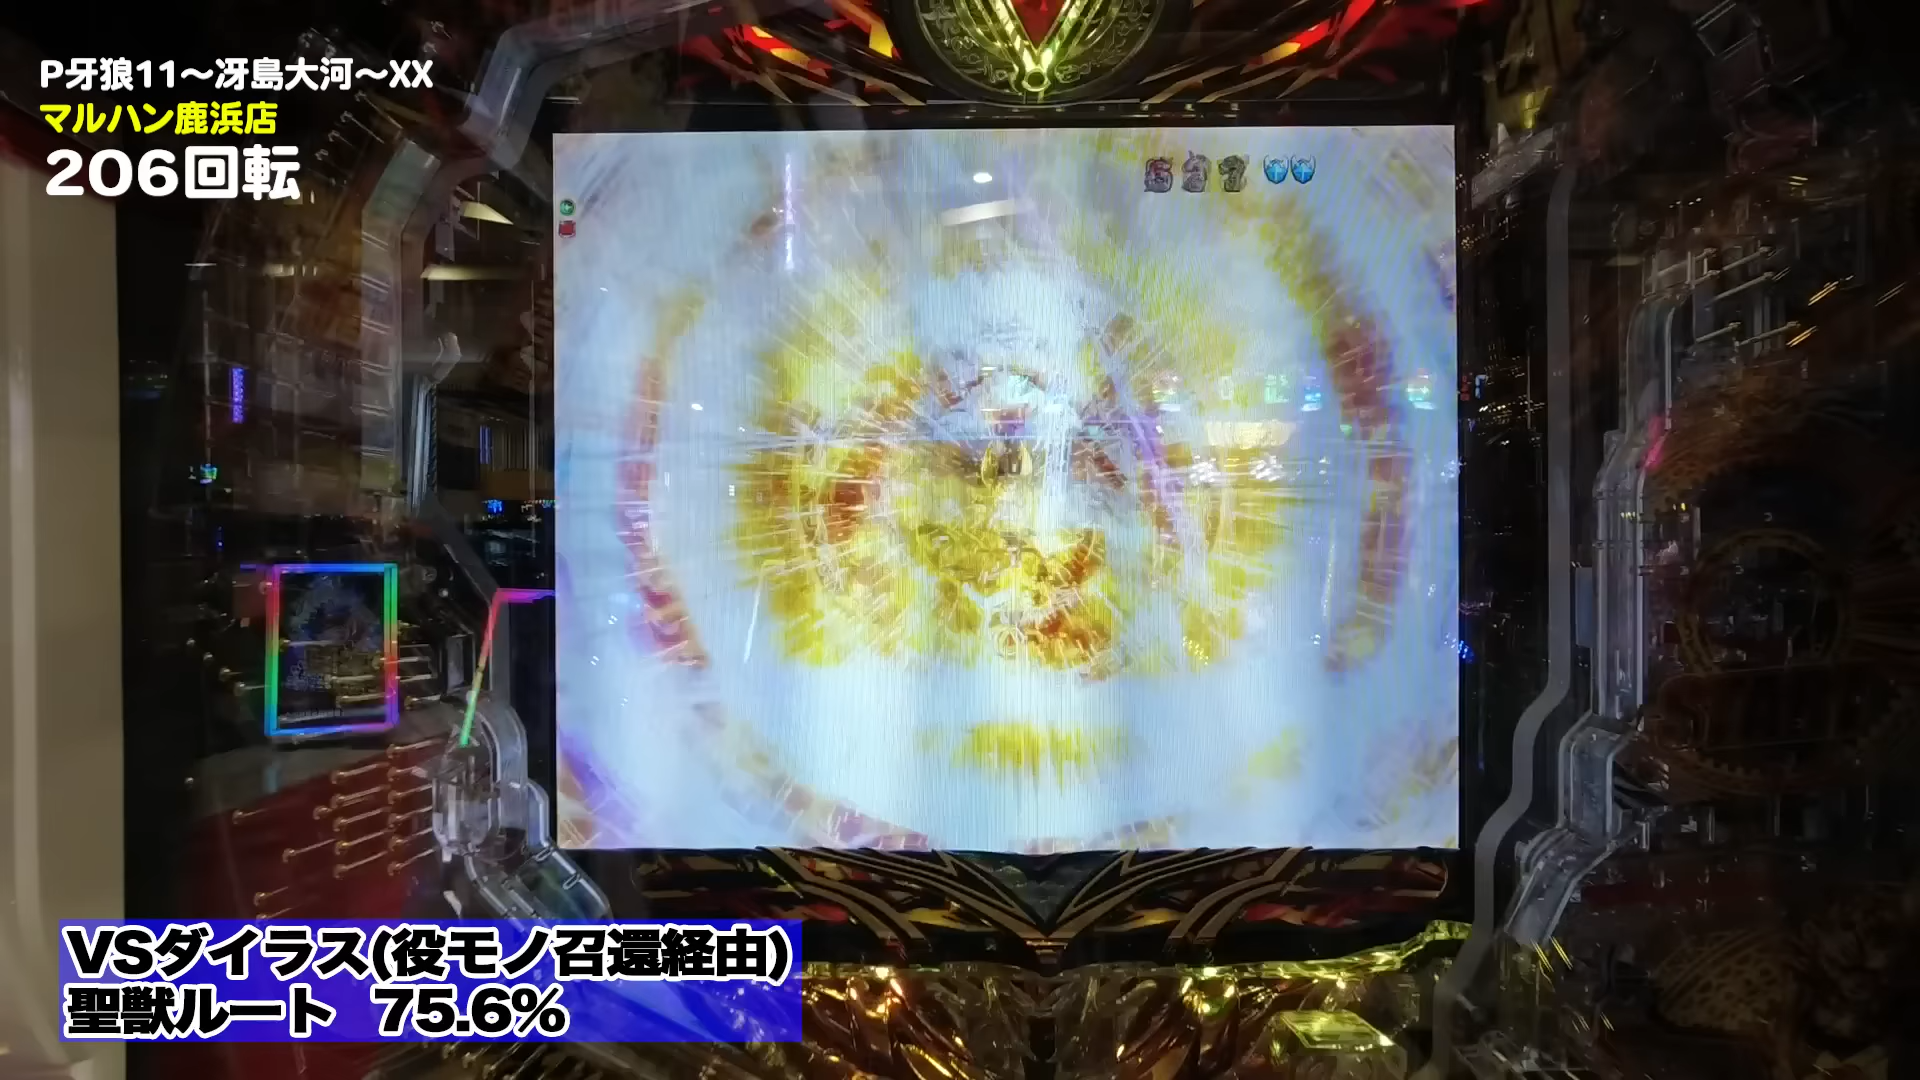 P牙狼11～冴島大河～XX
マルハン鹿浜店
206回転
VSダイラス(役モノ召還経由)
聖獣ルート 75.6%